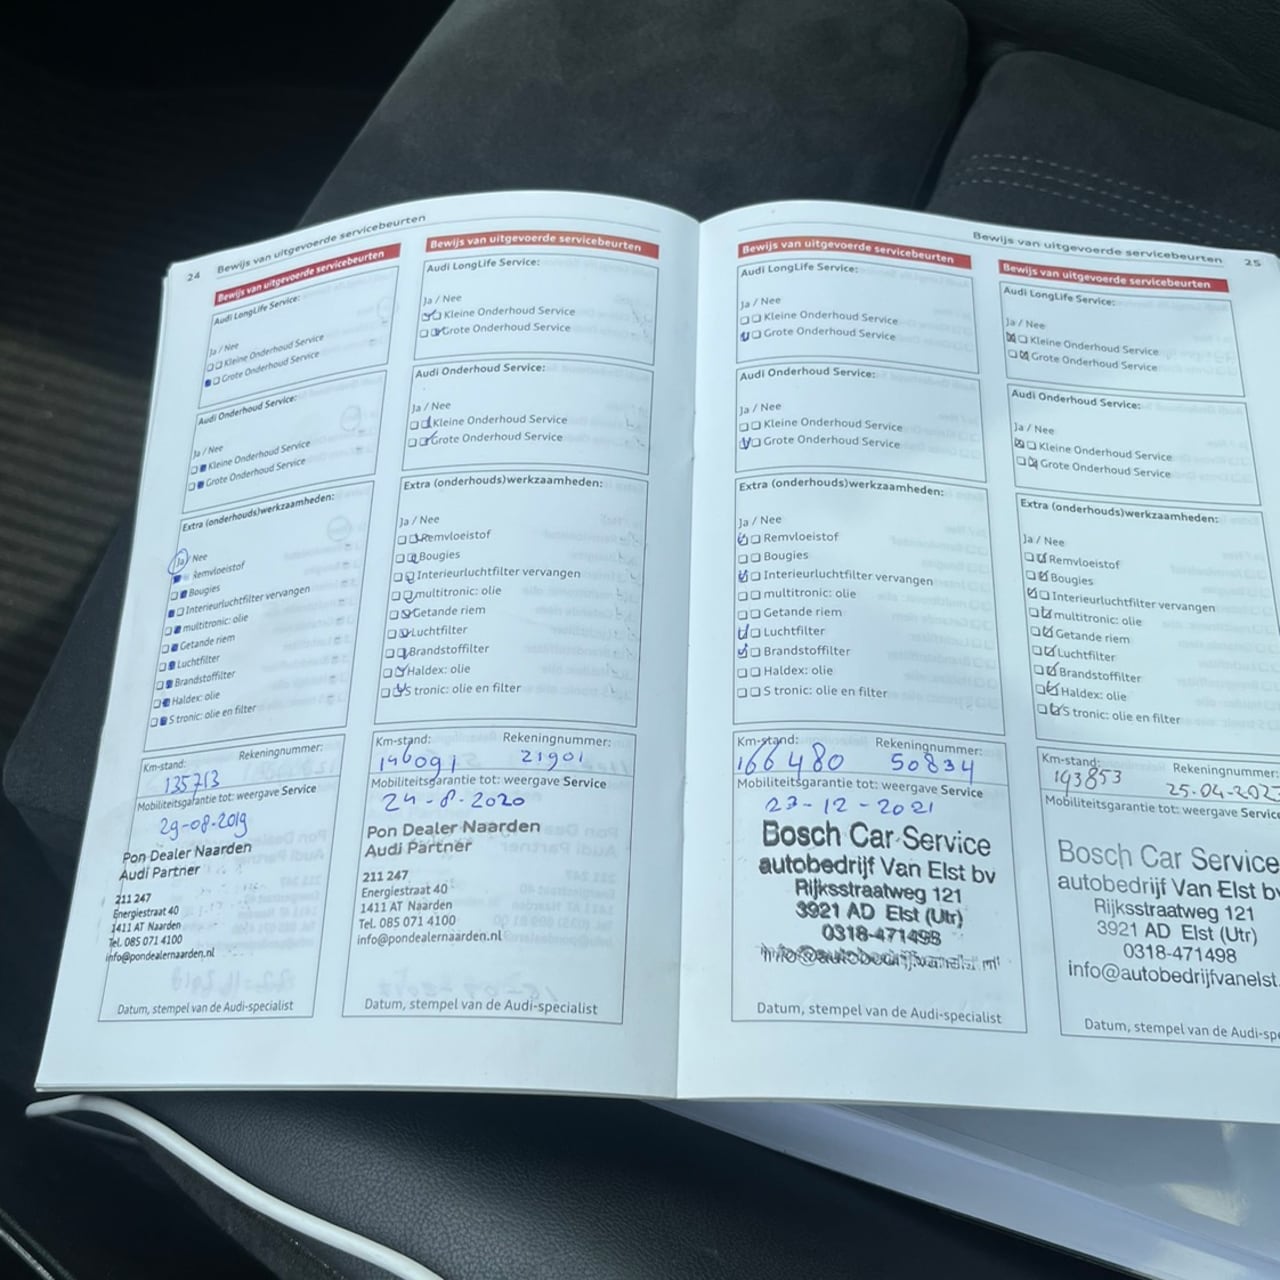 24 Bewijs van uitgevoerde servicebeurten
Bewijs van uitgevoerde servicebeurten
Audi LongLife Service:
Ja / Nee
Kleine Onderhoud Service
Grote Onderhoud Service
Audi Onderhoud Service:
Ja / Nee
Kleine Onderhoud Service
Grote Onderhoud Service
Extra (onderhouds)werkzaamheden:
Ja / Nee
Remvloeistof
Bougies
Interieurluchtfilter vervangen
multitronic: olie
Getande riem
Luchtfilter
Brandstoffilter
Haldex: olie
S tronic: olie en filter
Km-stand: Rekeningnummer:
135713
Mobiliteitsgarantie tot: weergave Service
29-08-2019
Pon Dealer Naarden
Audi Partner
211 247
Energiestraat 40
1411 AT Naarden
Tel. 085 071 4100
info@pondealernaarden.nl
Datum, stempel van de Audi-specialist
Bewijs van uitgevoerde servicebeurten
Audi LongLife Service:
Ja / Nee
Kleine Onderhoud Service
Grote Onderhoud Service
Audi Onderhoud Service:
Ja / Nee
Kleine Onderhoud Service
Grote Onderhoud Service
Extra (onderhouds)werkzaamheden:
Ja / Nee
Remvloeistof
Bougies
Interieurluchtfilter vervangen
multitronic: olie
Getande riem
Luchtfilter
Brandstoffilter
Haldex: olie
S tronic: olie en filter
Km-stand: Rekeningnummer:
21901
Mobiliteitsgarantie tot: weergave Service
24-8-2020
Pon Dealer Naarden
Audi Partner
211 247
Energiestraat 40
1411 AT Naarden
Tel. 085 071 4100
info@pondealernaarden.nl
Datum, stempel van de Audi-specialist
Bewijs van uitgevoerde servicebeurten 25
Bewijs van uitgevoerde servicebeurten
Audi LongLife Service:
Ja / Nee
Kleine Onderhoud Service
Grote Onderhoud Service
Audi Onderhoud Service:
Ja / Nee
Kleine Onderhoud Service
Grote Onderhoud Service
Extra (onderhouds)werkzaamheden:
Ja / Nee
Remvloeistof
Bougies
Interieurluchtfilter vervangen
multitronic: olie
Getande riem
Luchtfilter
Brandstoffilter
Haldex: olie
S tronic: olie en filter
Km-stand: Rekeningnummer:
166480 50834
Mobiliteitsgarantie tot: weergave Service
23-12-2021
Bosch Car Service
autobedrijf Van Elst bv
Rijksstraatweg 121
3921 AD Elst (Utr)
0318-471498
info@autobedrijfvanelst.nl
Datum, stempel van de Audi-specialist
Bewijs van uitgevoerde servicebeurten
Audi LongLife Service:
Ja / Nee
Kleine Onderhoud Service
Grote Onderhoud Service
Audi Onderhoud Service:
Ja / Nee
Kleine Onderhoud Service
Grote Onderhoud Service
Extra (onderhouds)werkzaamheden:
Ja / Nee
Remvloeistof
Bougies
Interieurluchtfilter vervangen
multitronic: olie
Getande riem
Luchtfilter
Brandstoffilter
Haldex: olie
S tronic: olie en filter
Km-stand: Rekeningnummer:
193853 25-04-202
Mobiliteitsgarantie tot: weergave Service
Bosch Car Service
autobedrijf Van Elst bv
Rijksstraatweg 121
3921 AD Elst (Utr)
0318-471498
info@autobedrijfvanelst.
Datum, stempel van de Audi-spe